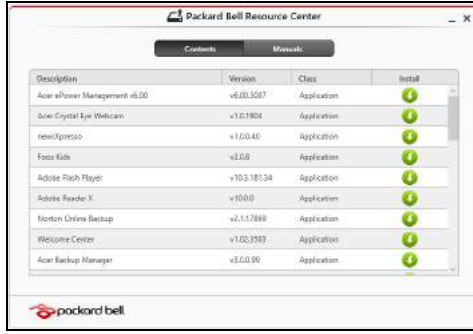 Packard Bell Resource Center
Contents Manuals
Description Version Class Install
Acer ePower Management v6.00 v6.00.3007 Application
Acer Crystal Eye Webcam v1.0.1904 Application
newsXpresso v1.0.0.40 Application
Fooz Kids v3.0.8 Application
Adobe Flash Player v10.3.181.34 Application
Adobe Reader X v10.0.0 Application
Norton Online Backup v2.1.17869 Application
Welcome Center v1.02.3503 Application
Acer Backup Manager v3.0.0.99 Application
packard bell